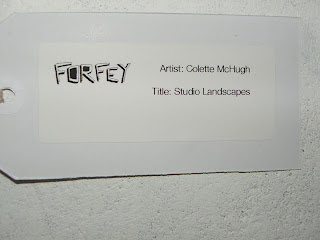 FORFEY
Artist: Colette McHugh
Title: Studio Landscapes